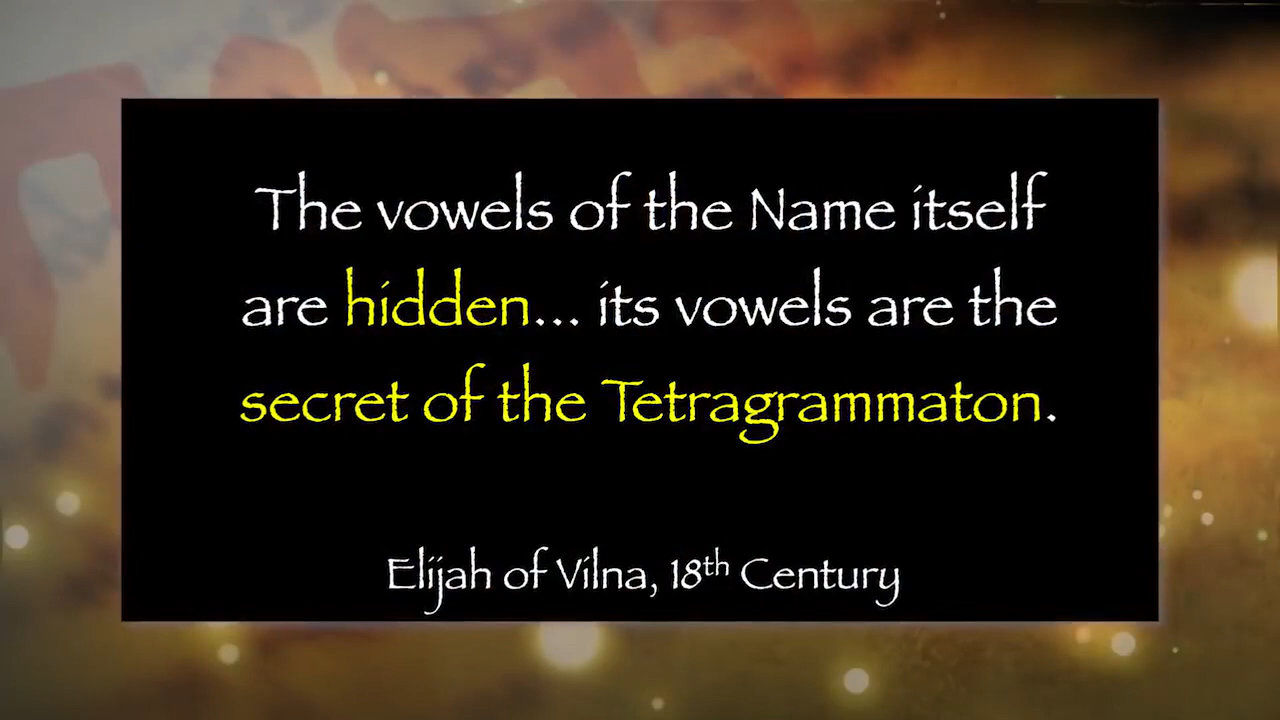 The vowels of the Name itself
are hidden... its vowels are the
secret of the Tetragrammaton.
Elijah of Vilna, 18th Century